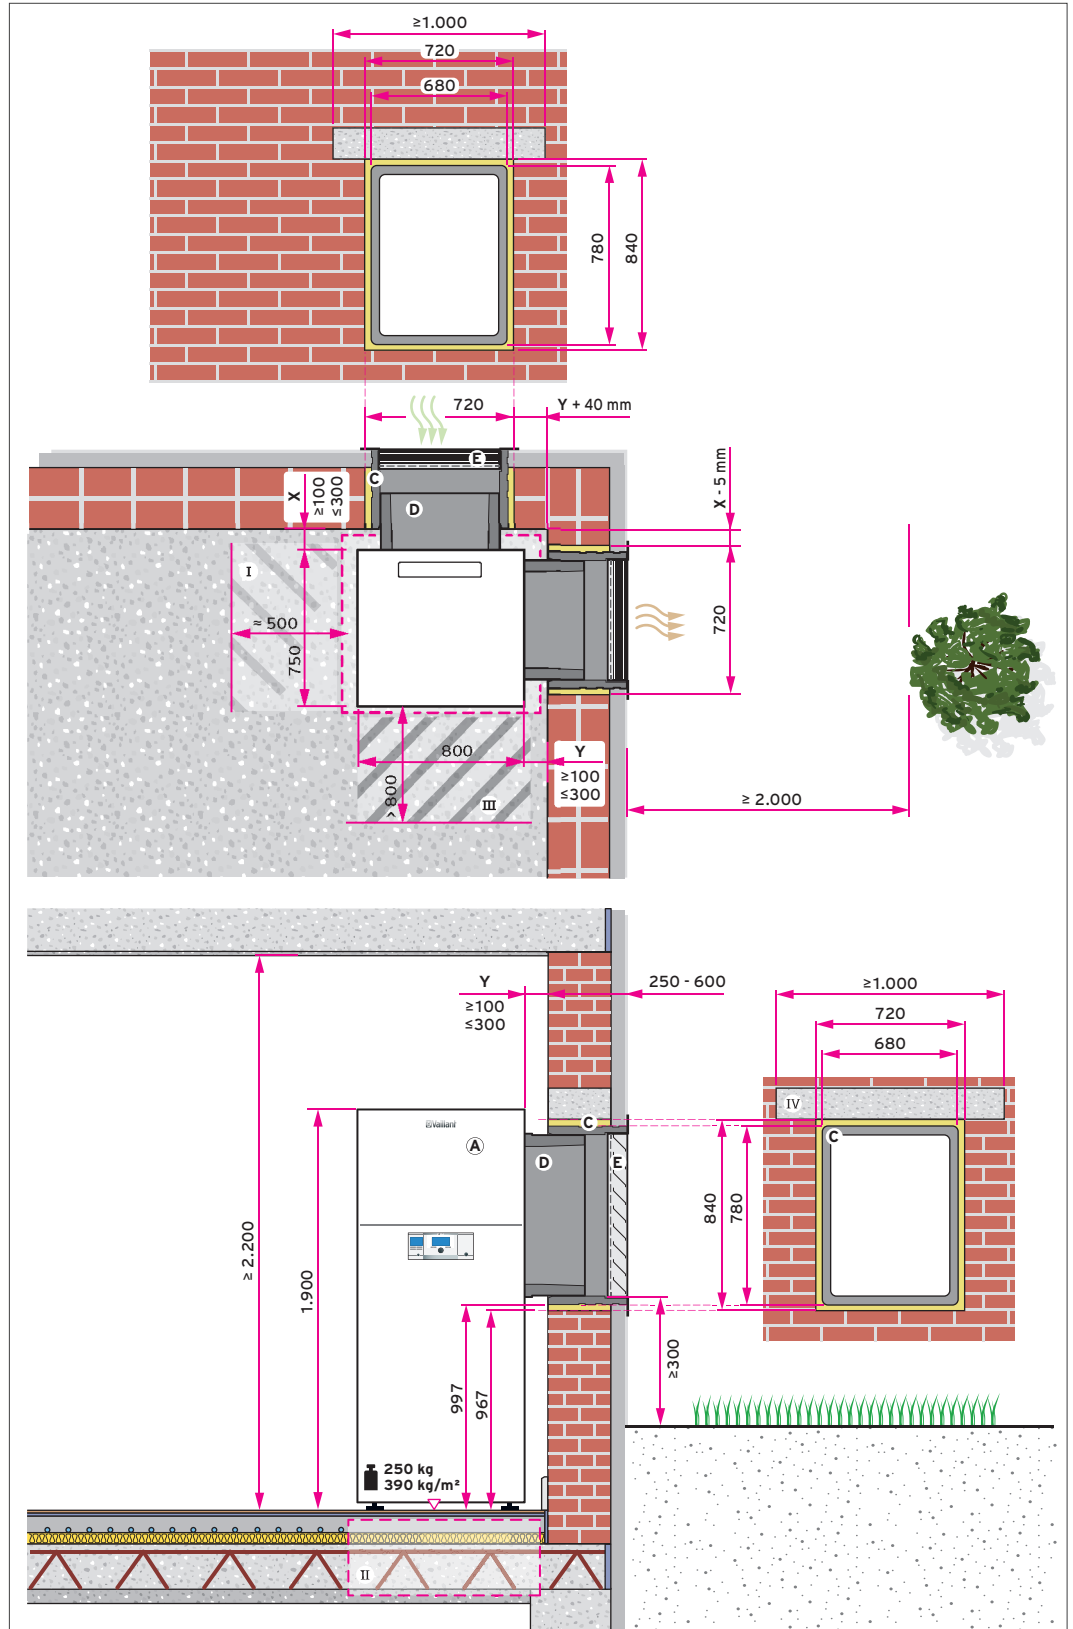 ≥1.000
720
680
780
840
720
Y + 40 mm
E
C
X
≥100
≤300
D
X - 5 mm
I
≈ 500
750
720
800
Y
≥100
≤300
>800
III
≥ 2.000
Y
≥100
≤300
250 - 600
≥1.000
720
680
IV
C
Vaillant
A
C
D
E
C
840
780
≥ 2.200
1.900
997
967
≥300
250 kg
390 kg/m²
II